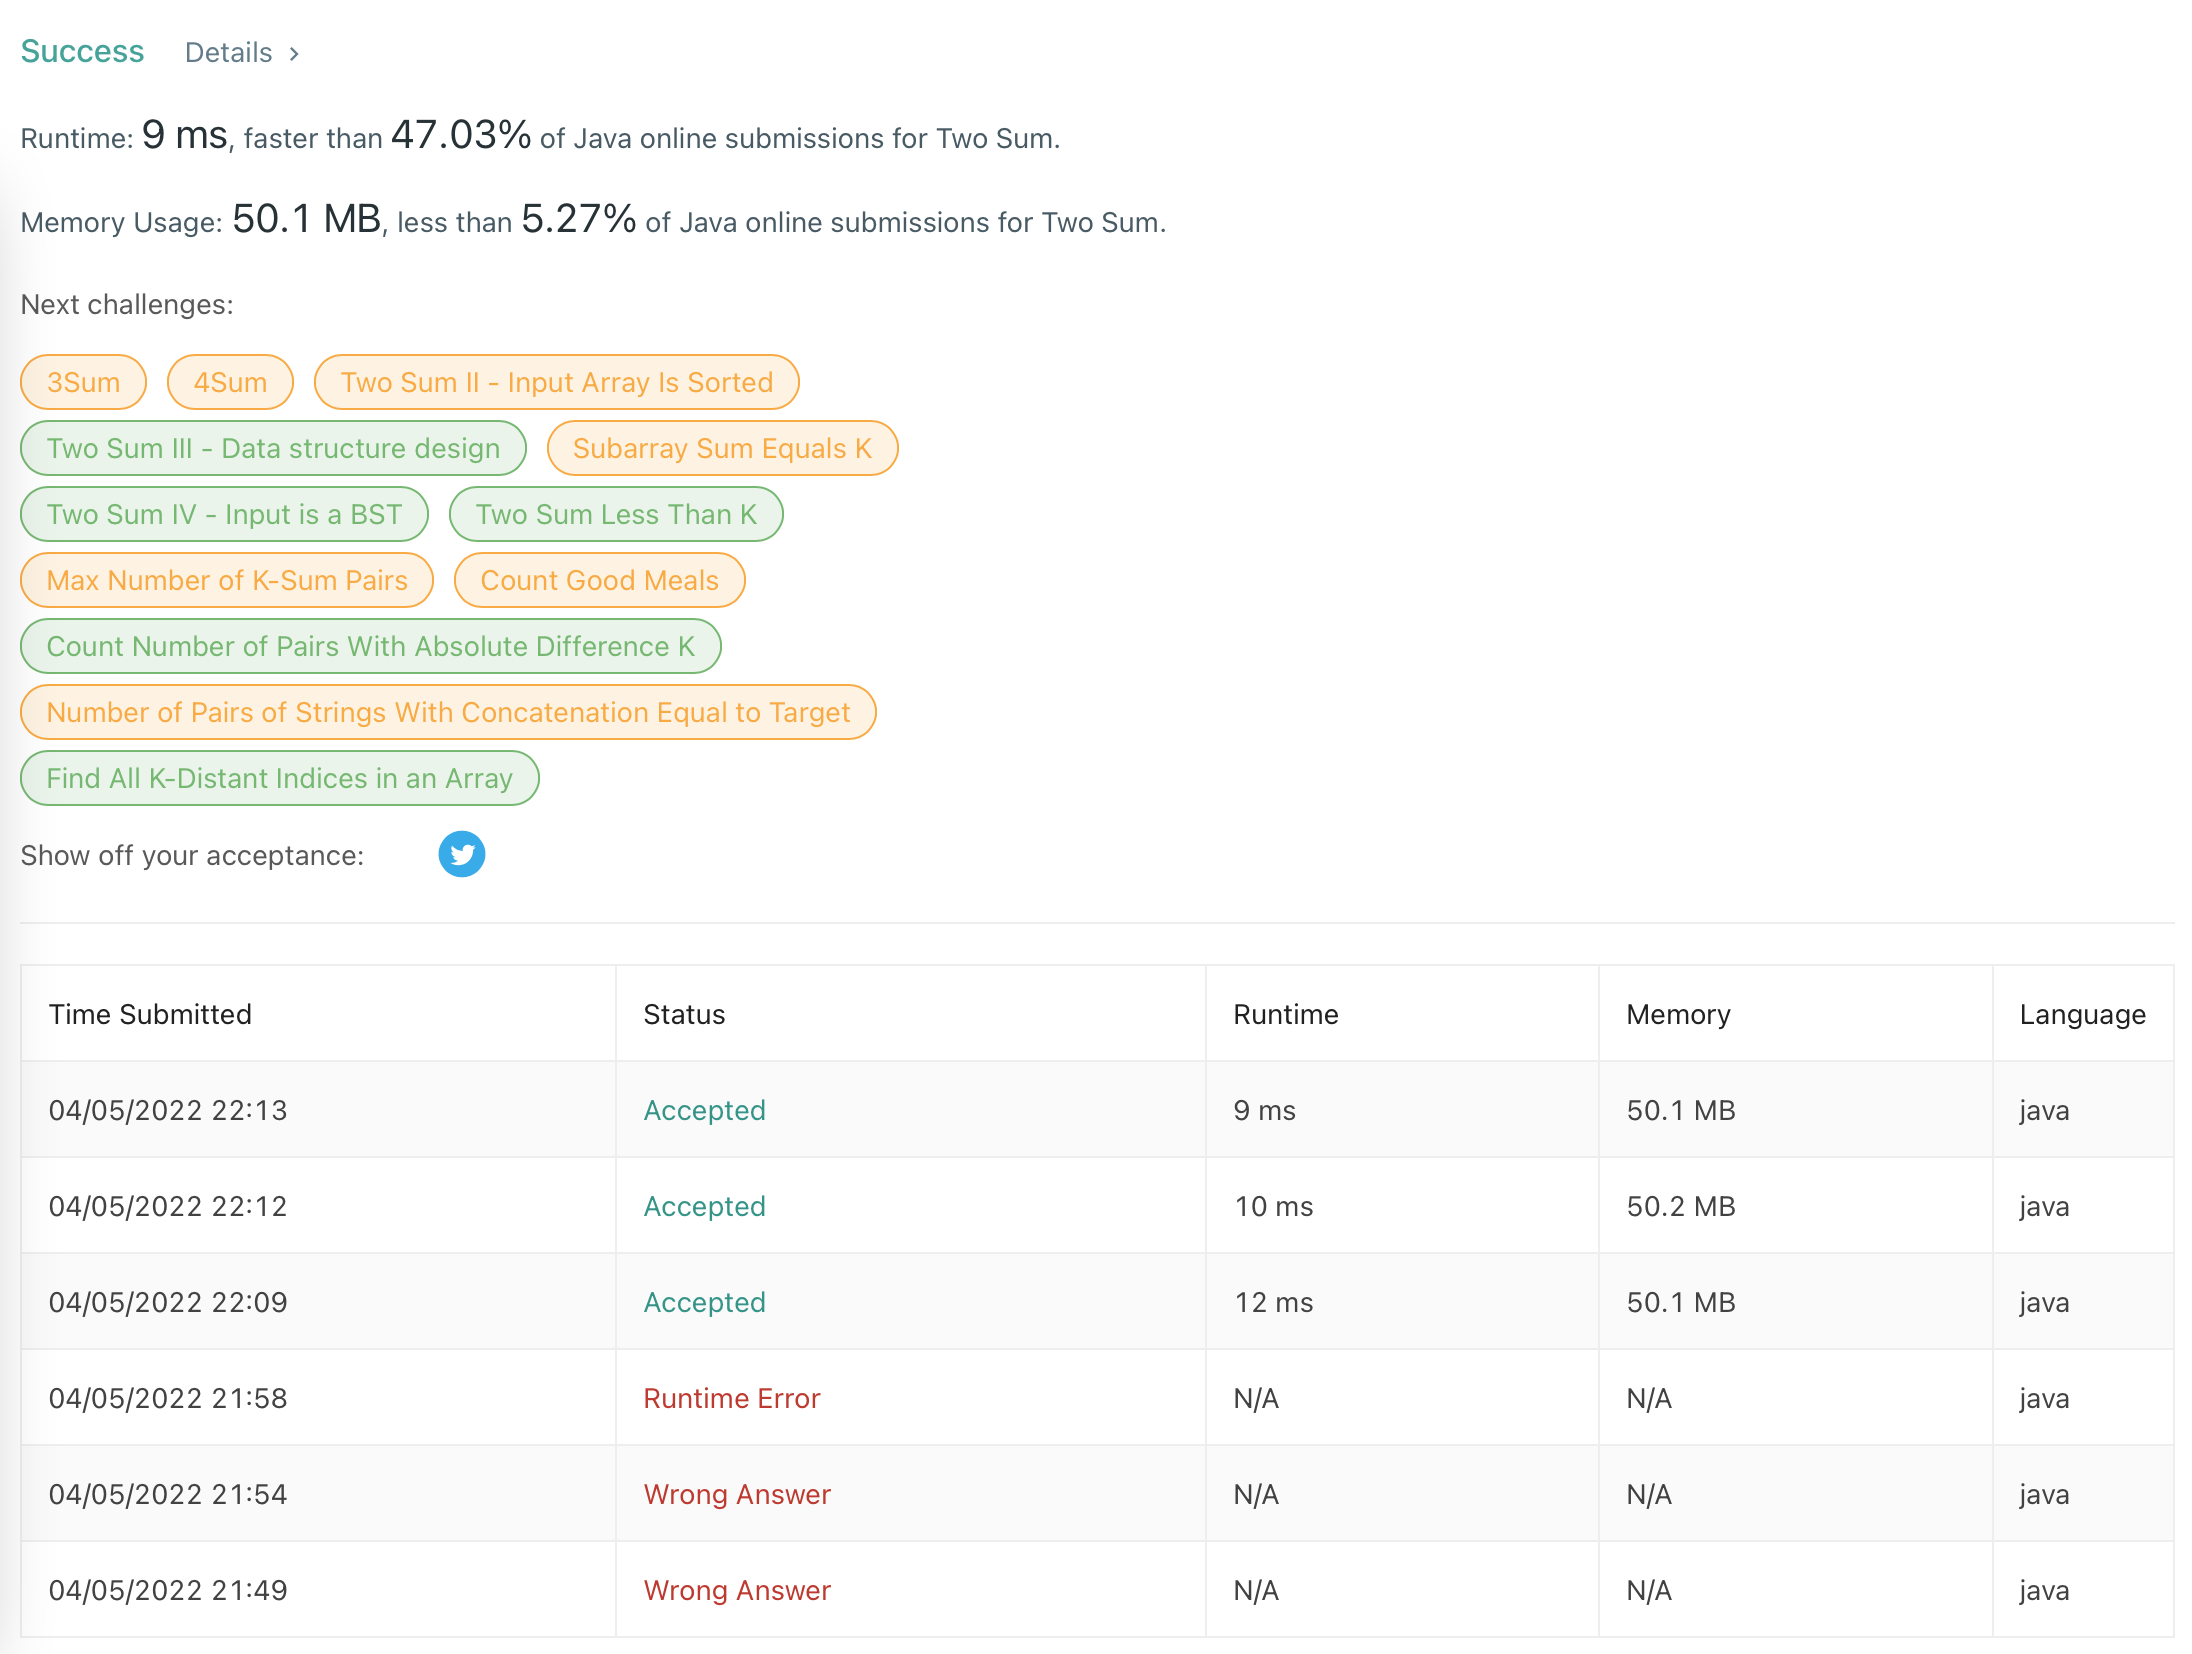 Success Details >
Runtime: 9 ms, faster than 47.03% of Java online submissions for Two Sum.
Memory Usage: 50.1 MB, less than 5.27% of Java online submissions for Two Sum.
Next challenges:
3Sum 4Sum Two Sum II - Input Array Is Sorted
Two Sum III - Data structure design Subarray Sum Equals K
Two Sum IV - Input is a BST Two Sum Less Than K
Max Number of K-Sum Pairs Count Good Meals
Count Number of Pairs With Absolute Difference K
Number of Pairs of Strings With Concatenation Equal to Target
Find All K-Distant Indices in an Array
Show off your acceptance:
Time Submitted Status Runtime Memory Language
04/05/2022 22:13 Accepted 9 ms 50.1 MB java
04/05/2022 22:12 Accepted 10 ms 50.2 MB java
04/05/2022 22:09 Accepted 12 ms 50.1 MB java
04/05/2022 21:58 Runtime Error N/A N/A java
04/05/2022 21:54 Wrong Answer N/A N/A java
04/05/2022 21:49 Wrong Answer N/A N/A java